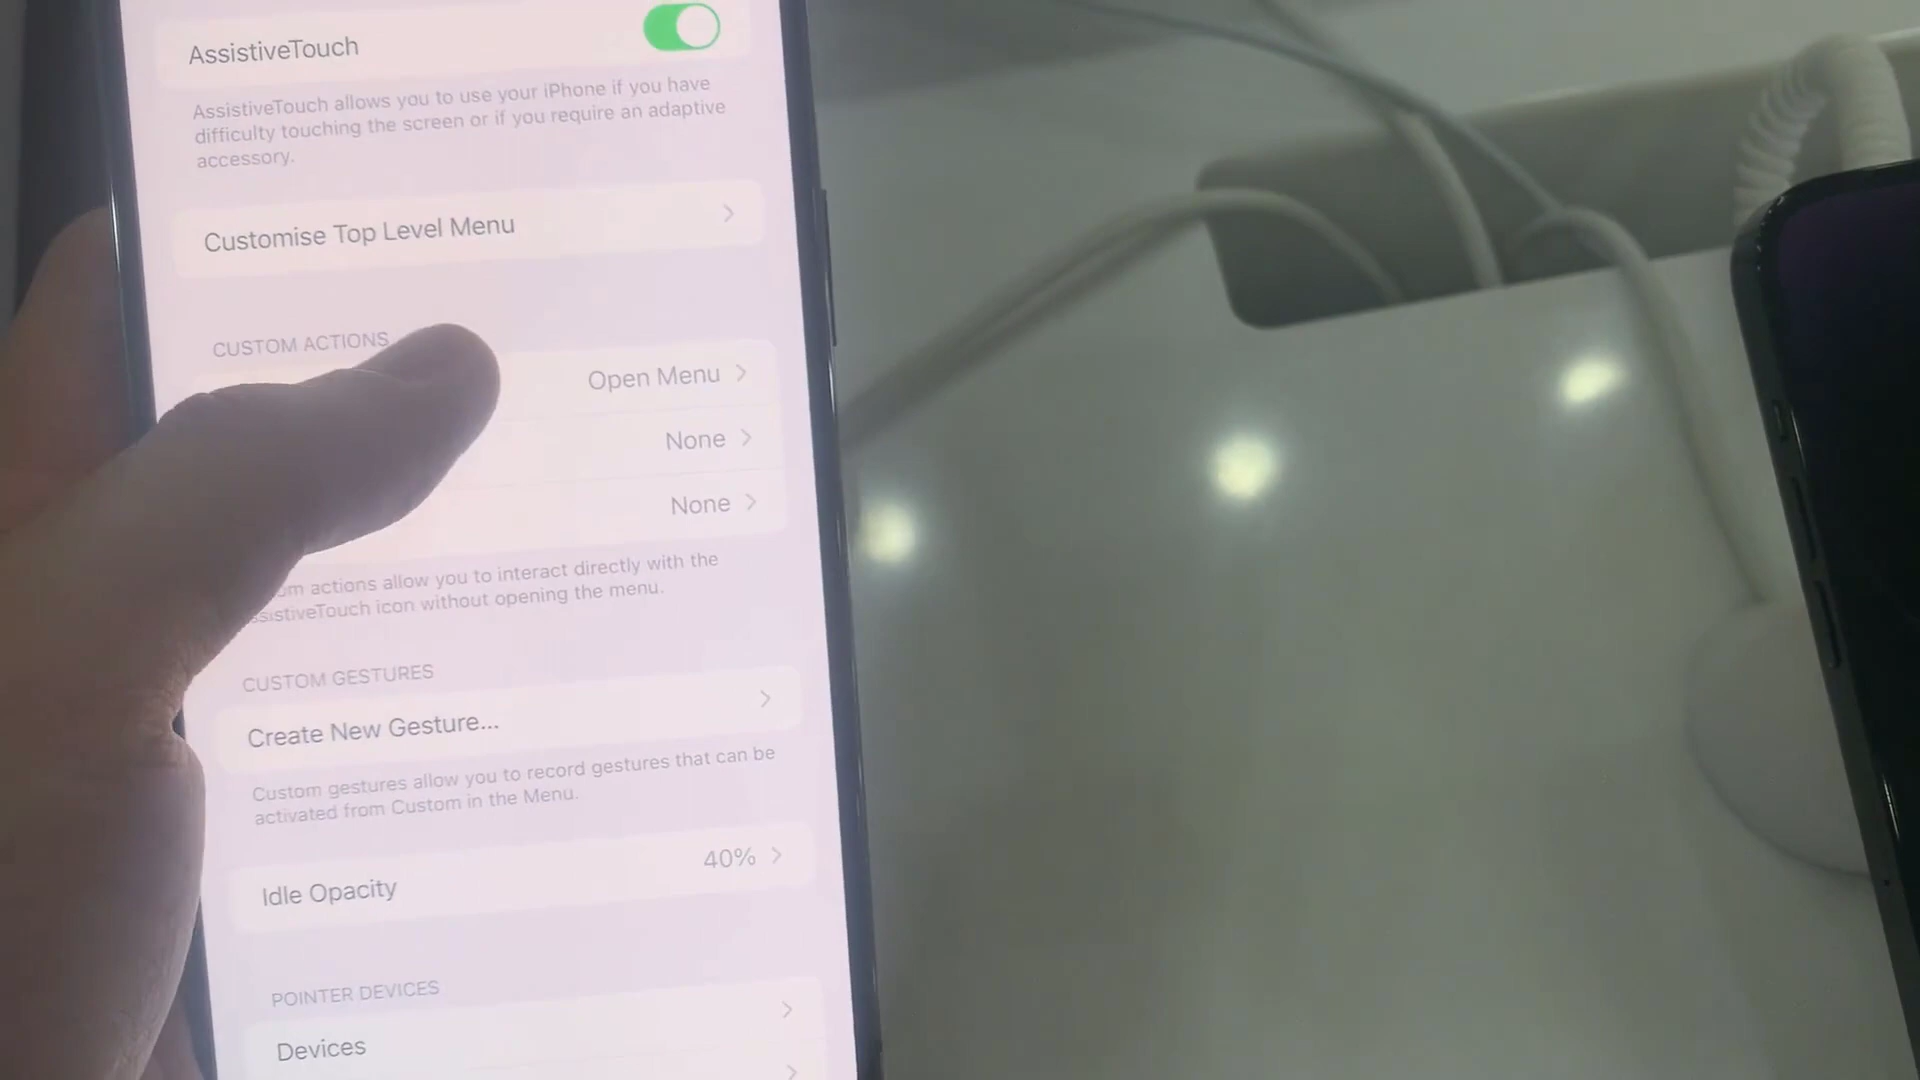 AssistiveTouch
AssistiveTouch allows you to use your iPhone if you have
difficulty touching the screen or if you require an adaptive
accessory.
Customise Top Level Menu
CUSTOM ACTIONS
Open Menu
None
None
om actions allow you to interact directly with the
ssistiveTouch icon without opening the menu.
CUSTOM GESTURES
Create New Gesture...
Custom gestures allow you to record gestures that can be
activated from Custom in the Menu.
Idle Opacity 40%
POINTER DEVICES
Devices